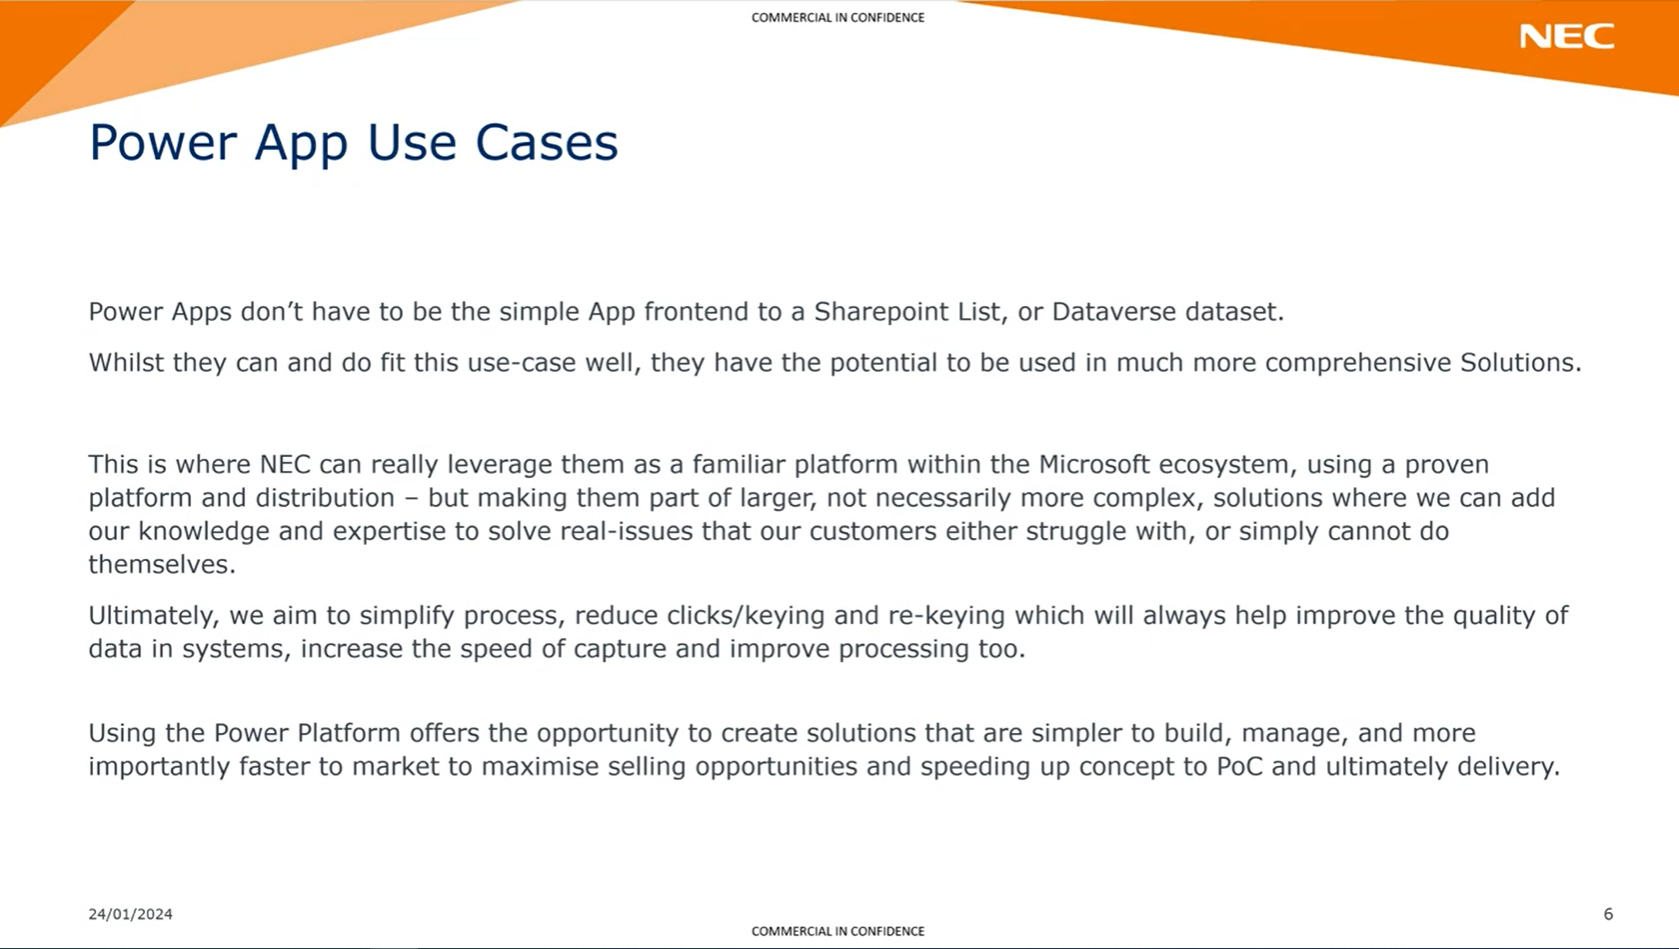 COMMERCIAL IN CONFIDENCE
NEC
Power App Use Cases
Power Apps don’t have to be the simple App frontend to a Sharepoint List, or Dataverse dataset.
Whilst they can and do fit this use-case well, they have the potential to be used in much more comprehensive Solutions.
This is where NEC can really leverage them as a familiar platform within the Microsoft ecosystem, using a proven
platform and distribution – but making them part of larger, not necessarily more complex, solutions where we can add
our knowledge and expertise to solve real-issues that our customers either struggle with, or simply cannot do
themselves.
Ultimately, we aim to simplify process, reduce clicks/keying and re-keying which will always help improve the quality of
data in systems, increase the speed of capture and improve processing too.
Using the Power Platform offers the opportunity to create solutions that are simpler to build, manage, and more
importantly faster to market to maximise selling opportunities and speeding up concept to PoC and ultimately delivery.
24/01/2024
6
COMMERCIAL IN CONFIDENCE